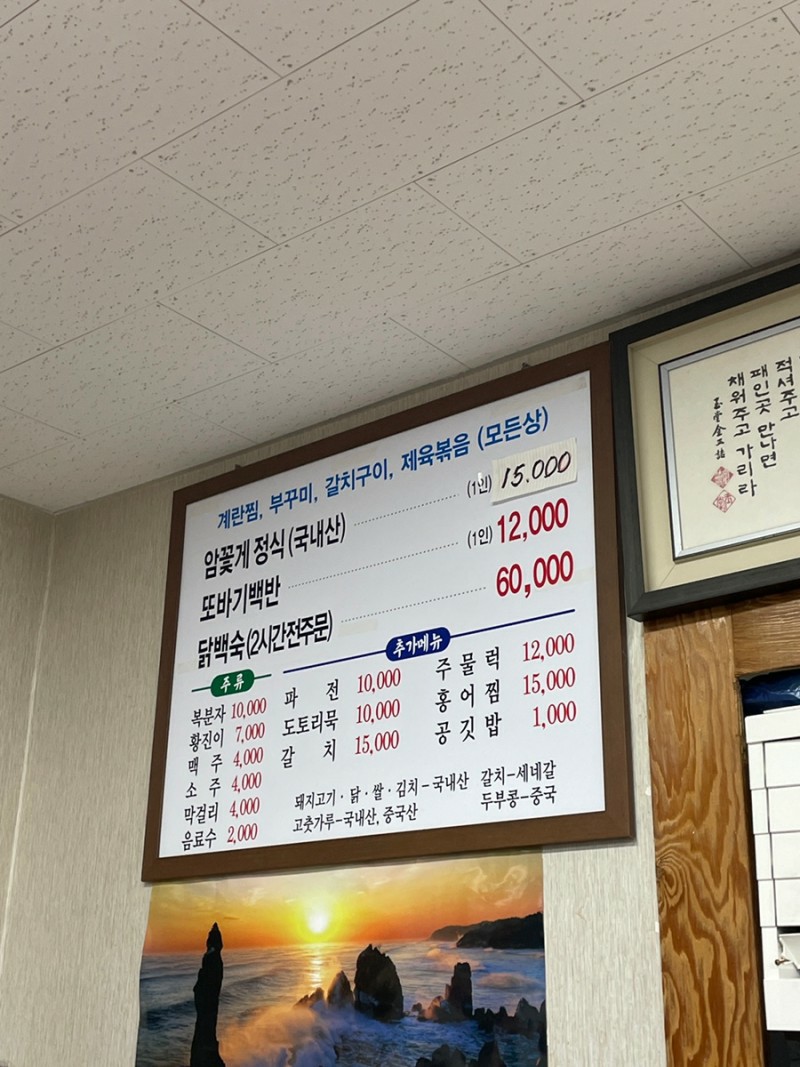 계란찜, 부꾸미, 갈치구이, 제육볶음 (모든상)
암꽃게 정식 (국내산) (1인) 15.000
또바기백반 (1인) 12,000
닭백숙 (2시간전주문) 60,000
주류
복분자 10,000
황진이 7,000
맥주 4,000
소주 4,000
막걸리 4,000
음료수 2,000
추가메뉴
파전 10,000
도토리묵 10,000
갈치 15,000
주물럭 12,000
홍어찜 15,000
공깃밥 1,000
돼지고기·닭·쌀·김치-국내산 갈치-세네갈
고춧가루-국내산, 중국산 두부콩-중국
적셔주고
패인곳 만나면
채워주고 가리라